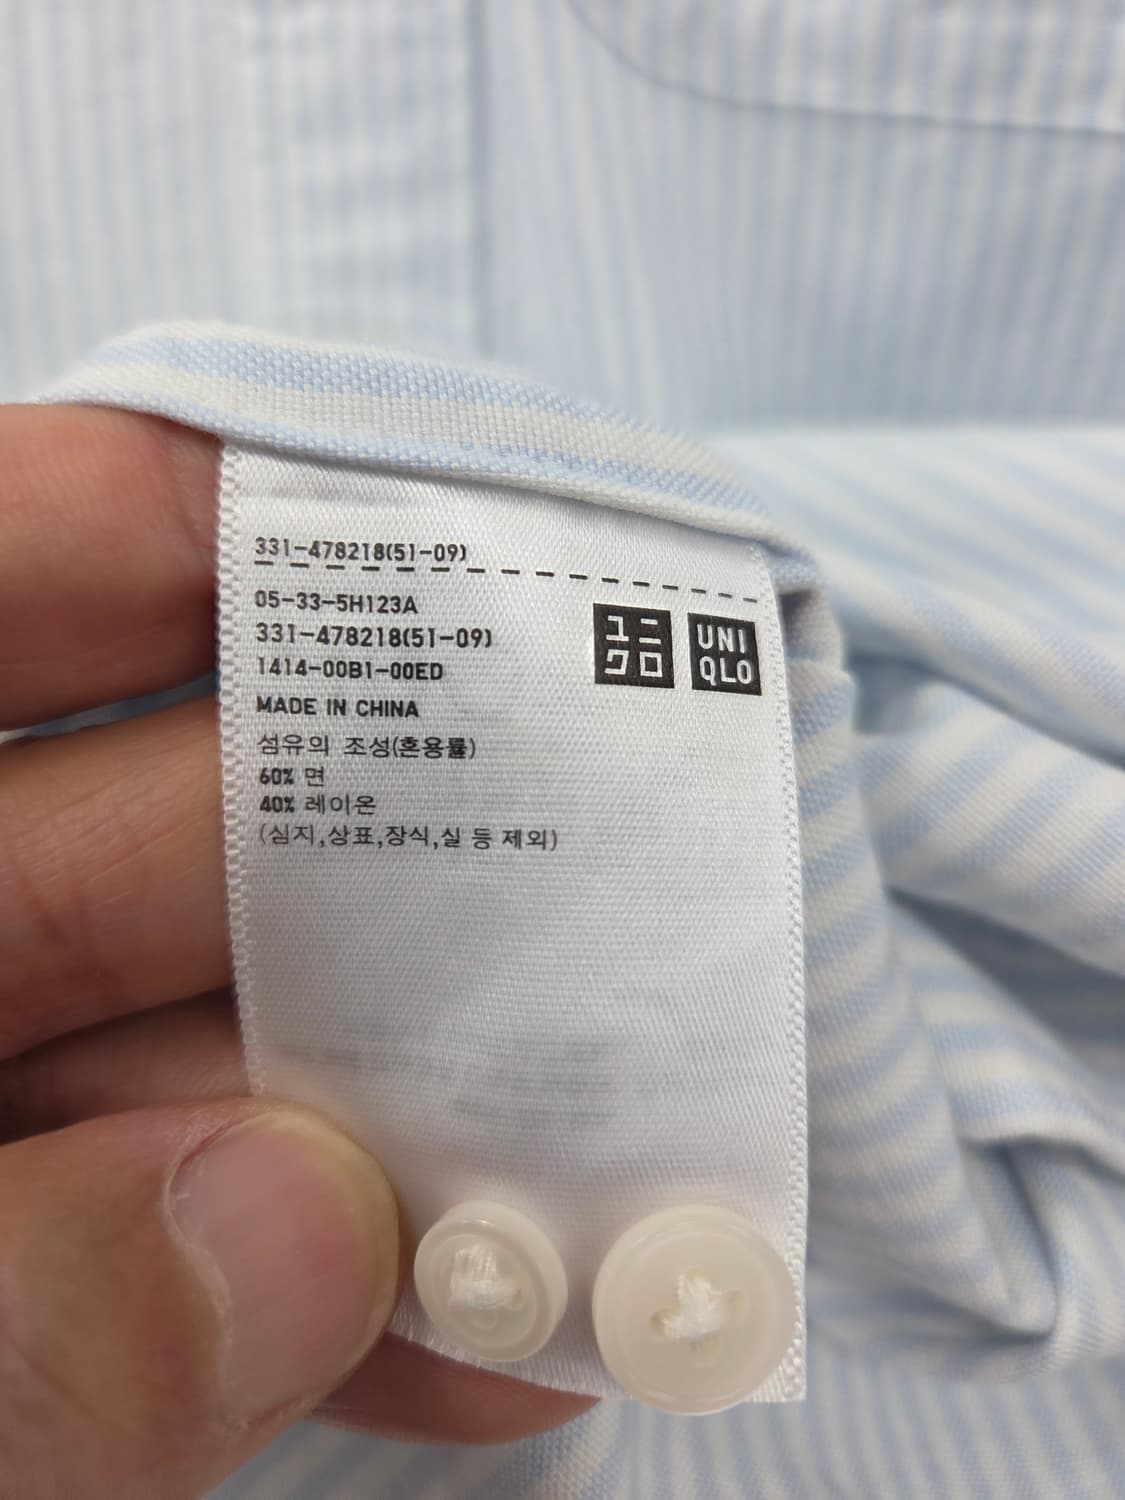 331-478218(51-09)
05-33-5H123A
331-478218(51-09)
1414-00B1-00ED
MADE IN CHINA
섬유의 조성(혼용률)
60% 면
40% 레이온
(심지,상표,장식,실 등 제외)
ユニ
クロ
UNI
QLO